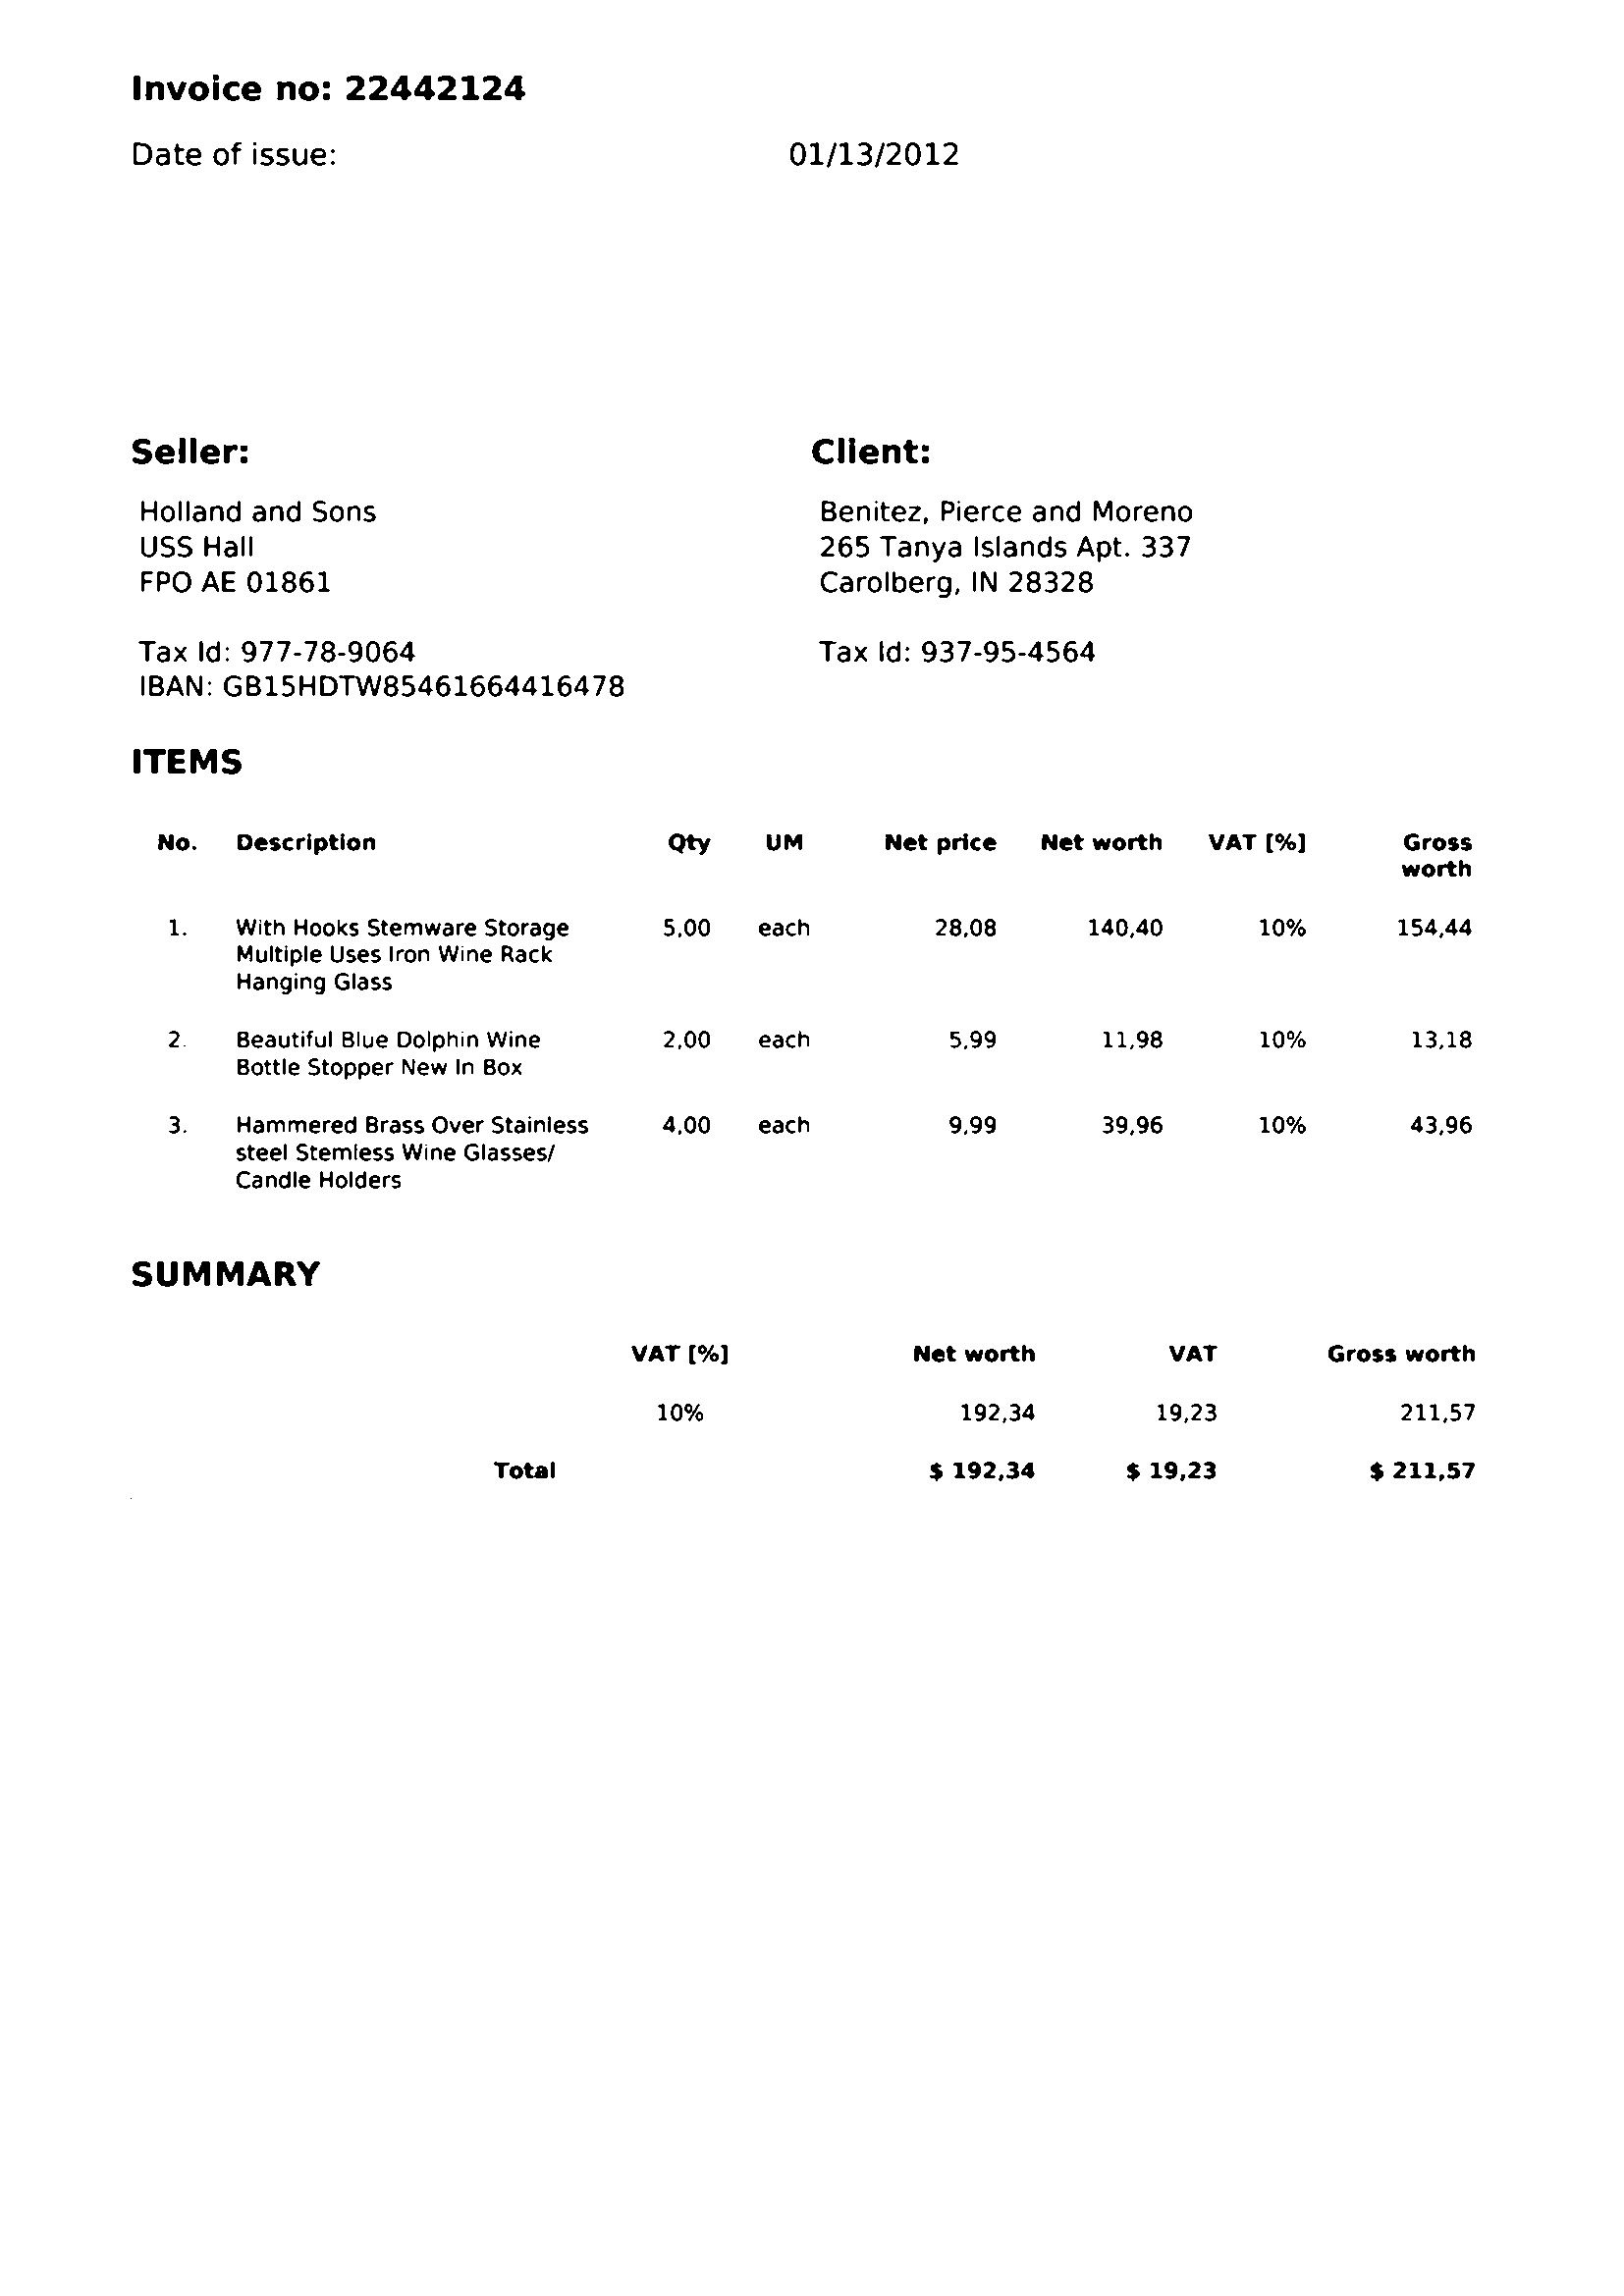 Invoice no: 22442124
Date of issue: 01/13/2012
Seller: Client:
Holland and Sons Benitez, Pierce and Moreno
USS Hall 265 Tanya Islands Apt. 337
FPO AE 01861 Carolberg, IN 28328
Tax Id: 977-78-9064 Tax Id: 937-95-4564
IBAN: GB15HDTW85461664416478
ITEMS
No. Description Qty UM Net price Net worth VAT [%] Gross
worth
1. With Hooks Stemware Storage 5,00 each 28,08 140,40 10% 154,44
Multiple Uses Iron Wine Rack
Hanging Glass
2. Beautiful Blue Dolphin Wine 2,00 each 5,99 11,98 10% 13,18
Bottle Stopper New In Box
3. Hammered Brass Over Stainless 4,00 each 9,99 39,96 10% 43,96
steel Stemless Wine Glasses/
Candle Holders
SUMMARY
VAT [%] Net worth VAT Gross worth
10% 192,34 19,23 211,57
Total $ 192,34 $ 19,23 $ 211,57